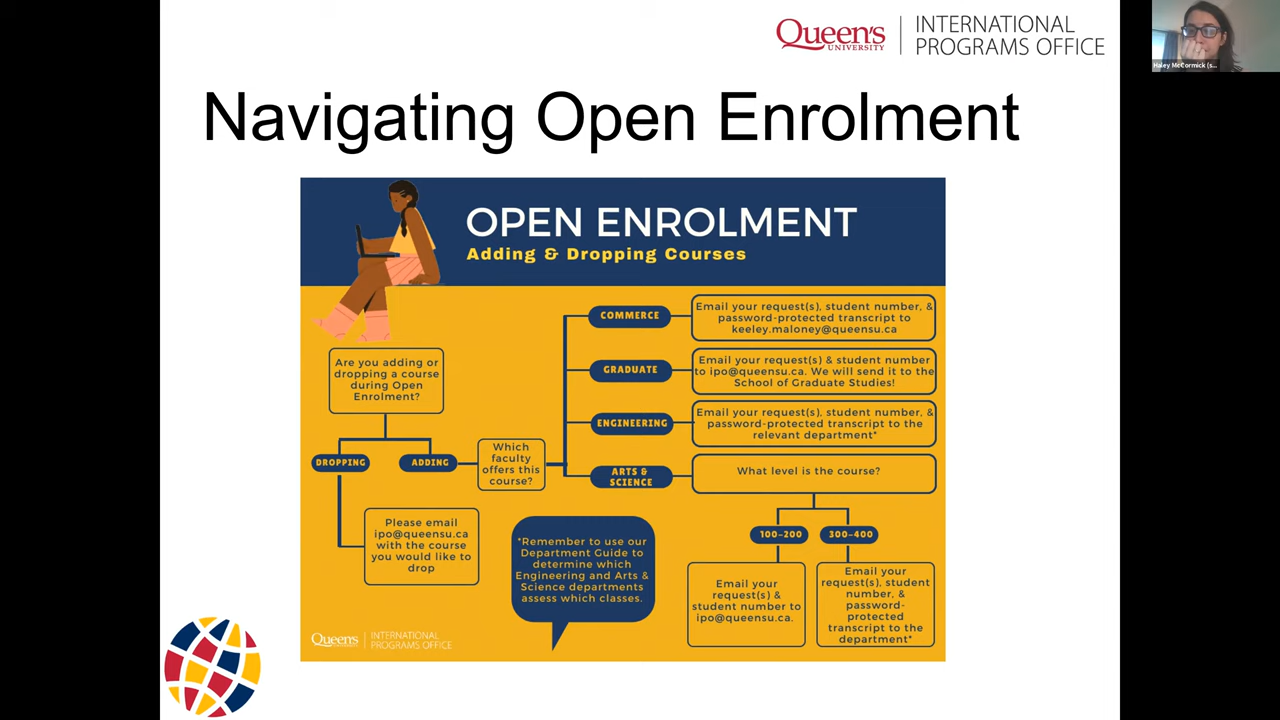 Queen's
UNIVERSITY
INTERNATIONAL
PROGRAMS OFFICE
Haley McCormick (s...
Navigating Open Enrolment
OPEN ENROLMENT
Adding & Dropping Courses
Are you adding or
dropping a course
during Open
Enrolment?
DROPPING
ADDING
Please email
ipo@queensu.ca
with the course
you would like to
drop
Which
faculty
offers this
course?
COMMERCE
Email your request(s), student number, &
password-protected transcript to
keeley.maloney@queensu.ca
GRADUATE
Email your request(s) & student number
to ipo@queensu.ca. We will send it to the
School of Graduate Studies!
ENGINEERING
Email your request(s), student number, &
password-protected transcript to the
relevant department*
ARTS &
SCIENCE
What level is the course?
100-200
300-400
Email your
request(s) &
student number to
ipo@queensu.ca.
Email your
request(s), student
number, &
password-
protected
transcript to the
department*
*Remember to use our
Department Guide to
determine which
Engineering and Arts &
Science departments
assess which classes.
Queen's
INTERNATIONAL
PROGRAMS OFFICE